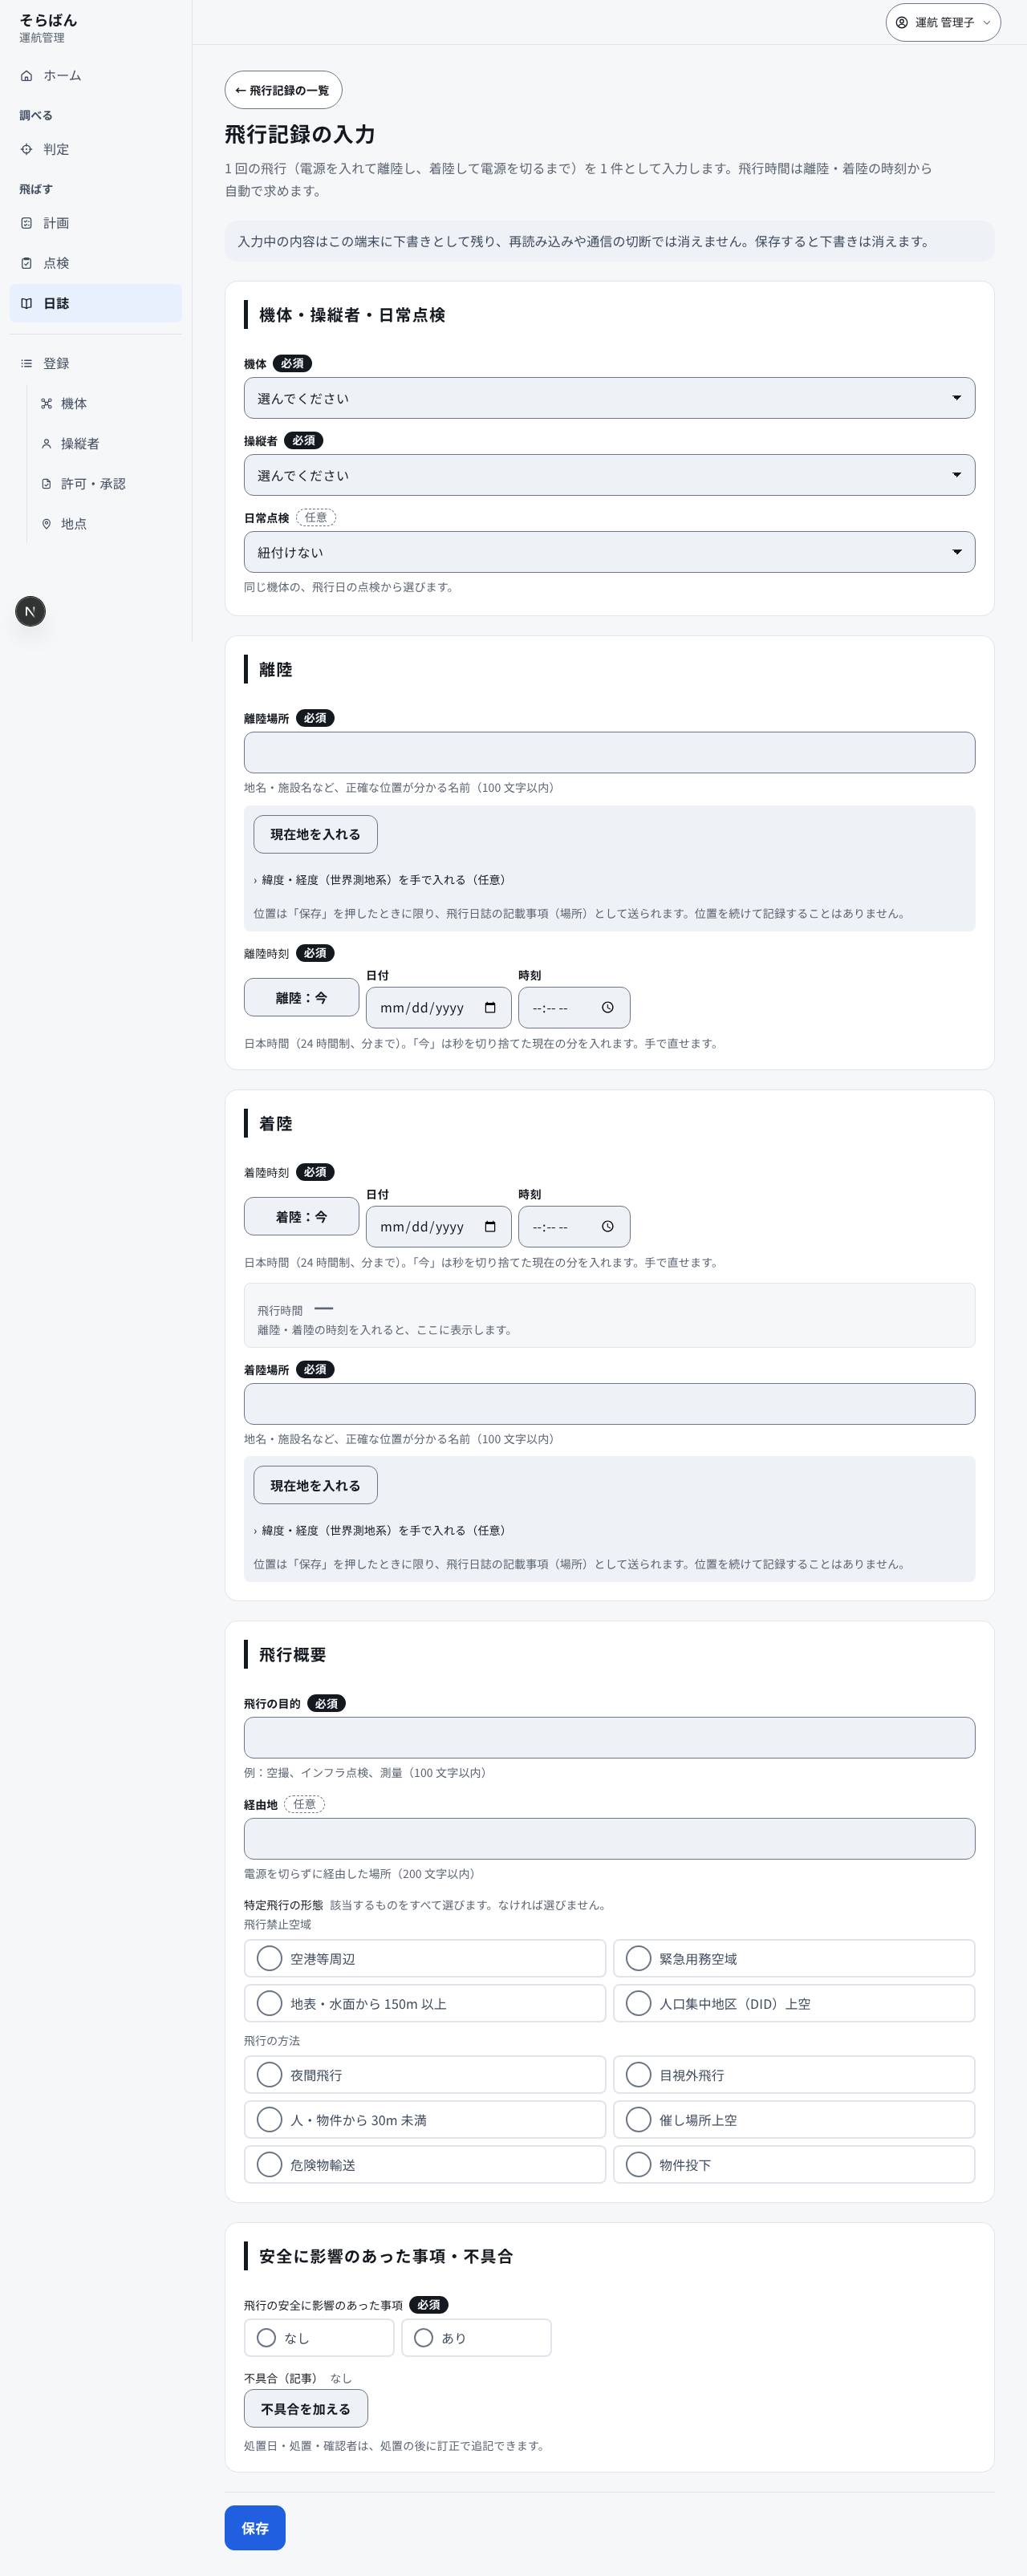 そらばん
運航管理
運航 管理子
ホーム
調べる
判定
飛ばす
計画
点検
日誌
登録
機体
操縦者
許可・承認
地点
N
← 飛行記録の一覧
飛行記録の入力
1 回の飛行（電源を入れて離陸し、着陸して電源を切るまで）を 1 件として入力します。飛行時間は離陸・着陸の時刻から
自動で求めます。
入力中の内容はこの端末に下書きとして残り、再読み込みや通信の切断では消えません。保存すると下書きは消えます。
機体・操縦者・日常点検
機体 必須
選んでください
操縦者 必須
選んでください
日常点検 任意
紐付けない
同じ機体の、飛行日の点検から選びます。
離陸
離陸場所 必須
地名・施設名など、正確な位置が分かる名前（100 文字以内）
現在地を入れる
› 緯度・経度（世界測地系）を手で入れる（任意）
位置は「保存」を押したときに限り、飛行日誌の記載事項（場所）として送られます。位置を続けて記録することはありません。
離陸時刻 必須
日付 時刻
離陸：今 mm/dd/yyyy --:-- --
日本時間（24 時間制、分まで）。「今」は秒を切り捨てた現在の分を入れます。手で直せます。
着陸
着陸時刻 必須
日付 時刻
着陸：今 mm/dd/yyyy --:-- --
日本時間（24 時間制、分まで）。「今」は秒を切り捨てた現在の分を入れます。手で直せます。
飛行時間 —
離陸・着陸の時刻を入れると、ここに表示します。
着陸場所 必須
地名・施設名など、正確な位置が分かる名前（100 文字以内）
現在地を入れる
› 緯度・経度（世界測地系）を手で入れる（任意）
位置は「保存」を押したときに限り、飛行日誌の記載事項（場所）として送られます。位置を続けて記録することはありません。
飛行概要
飛行の目的 必須
例：空撮、インフラ点検、測量（100 文字以内）
経由地 任意
電源を切らずに経由した場所（200 文字以内）
特定飛行の形態 該当するものをすべて選びます。なければ選びません。
飛行禁止空域
空港等周辺 緊急用務空域
地表・水面から 150m 以上 人口集中地区（DID）上空
飛行の方法
夜間飛行 目視外飛行
人・物件から 30m 未満 催し場所上空
危険物輸送 物件投下
安全に影響のあった事項・不具合
飛行の安全に影響のあった事項 必須
なし あり
不具合（記事） なし
不具合を加える
処置日・処置・確認者は、処置の後に訂正で追記できます。
保存